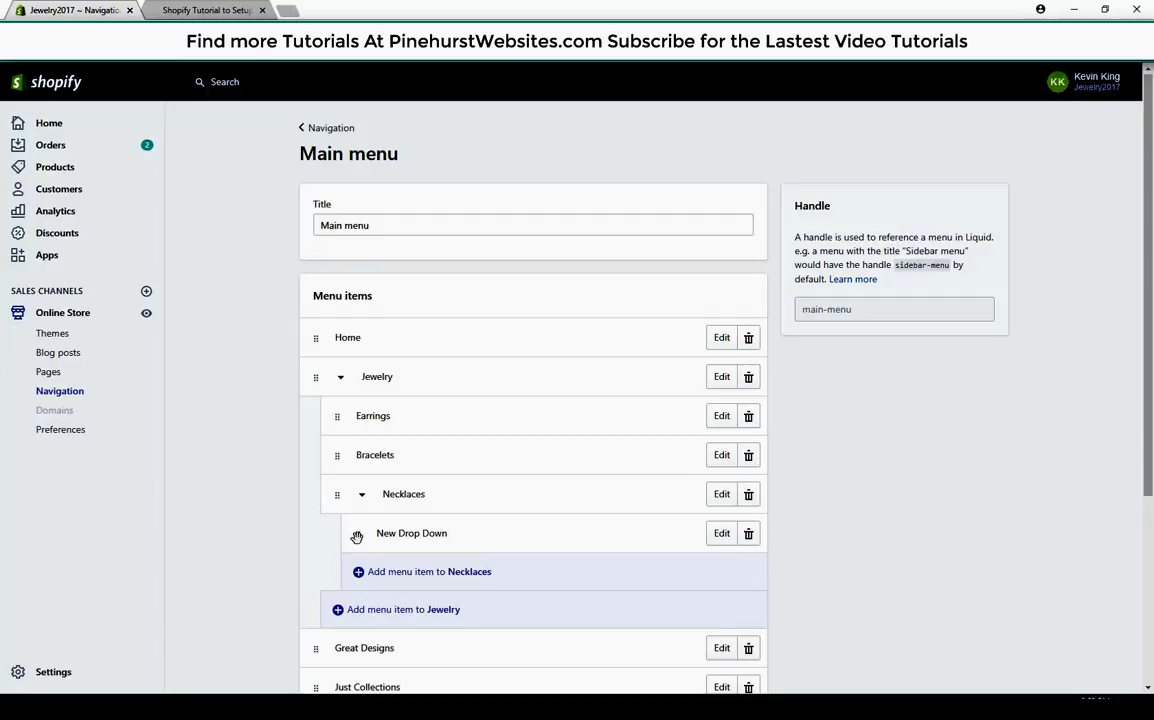 Jewelry2017 ~ Navigatio
Shopify Tutorial to Setup
Find more Tutorials At PinehurstWebsites.com Subscribe for the Lastest Video Tutorials
shopify
Search
KK
Kevin King
Jewelry2017
Home
Orders
2
Products
Customers
Analytics
Discounts
Apps
SALES CHANNELS
Online Store
Themes
Blog posts
Pages
Navigation
Domains
Preferences
Settings
Navigation
Main menu
Title
Main menu
Menu items
Home
Edit
Jewelry
Edit
Earrings
Edit
Bracelets
Edit
Necklaces
Edit
New Drop Down
Edit
Add menu item to Necklaces
Add menu item to Jewelry
Great Designs
Edit
Just Collections
Edit
Handle
A handle is used to reference a menu in Liquid.
e.g. a menu with the title “Sidebar menu”
would have the handle sidebar-menu by
default. Learn more
main-menu